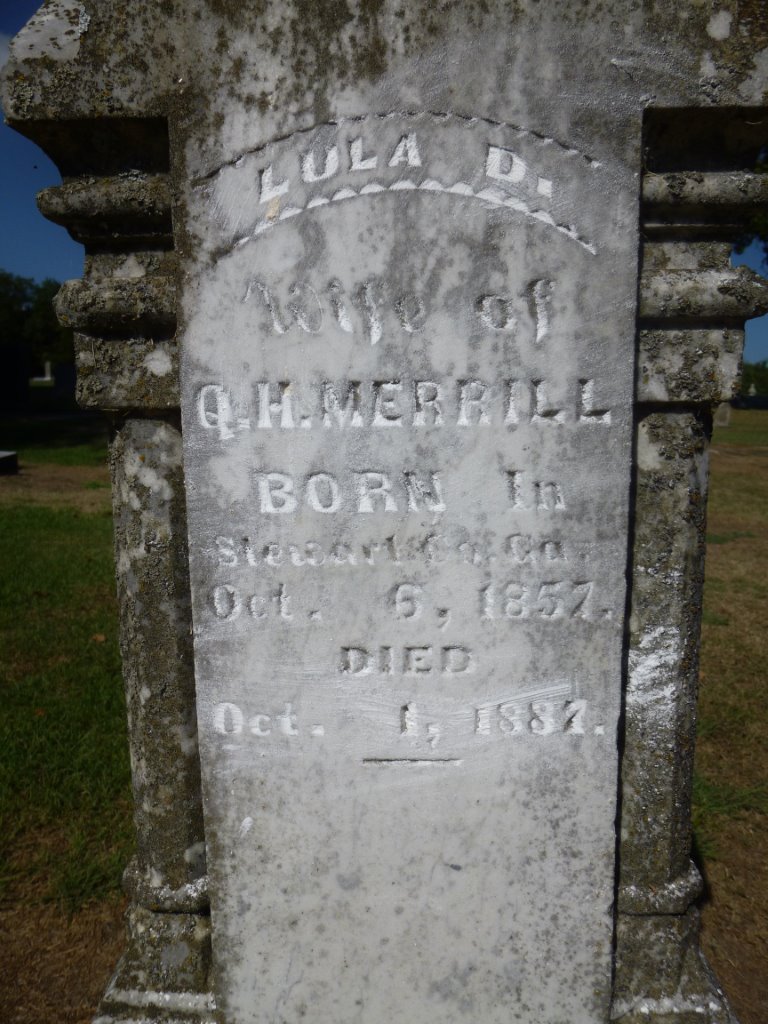 LULA D.
Wife of
Q.H.MERRILL
BORN In
Stewart Co. Ga.
Oct. 6, 1857.
DIED
Oct. 1, 1887.